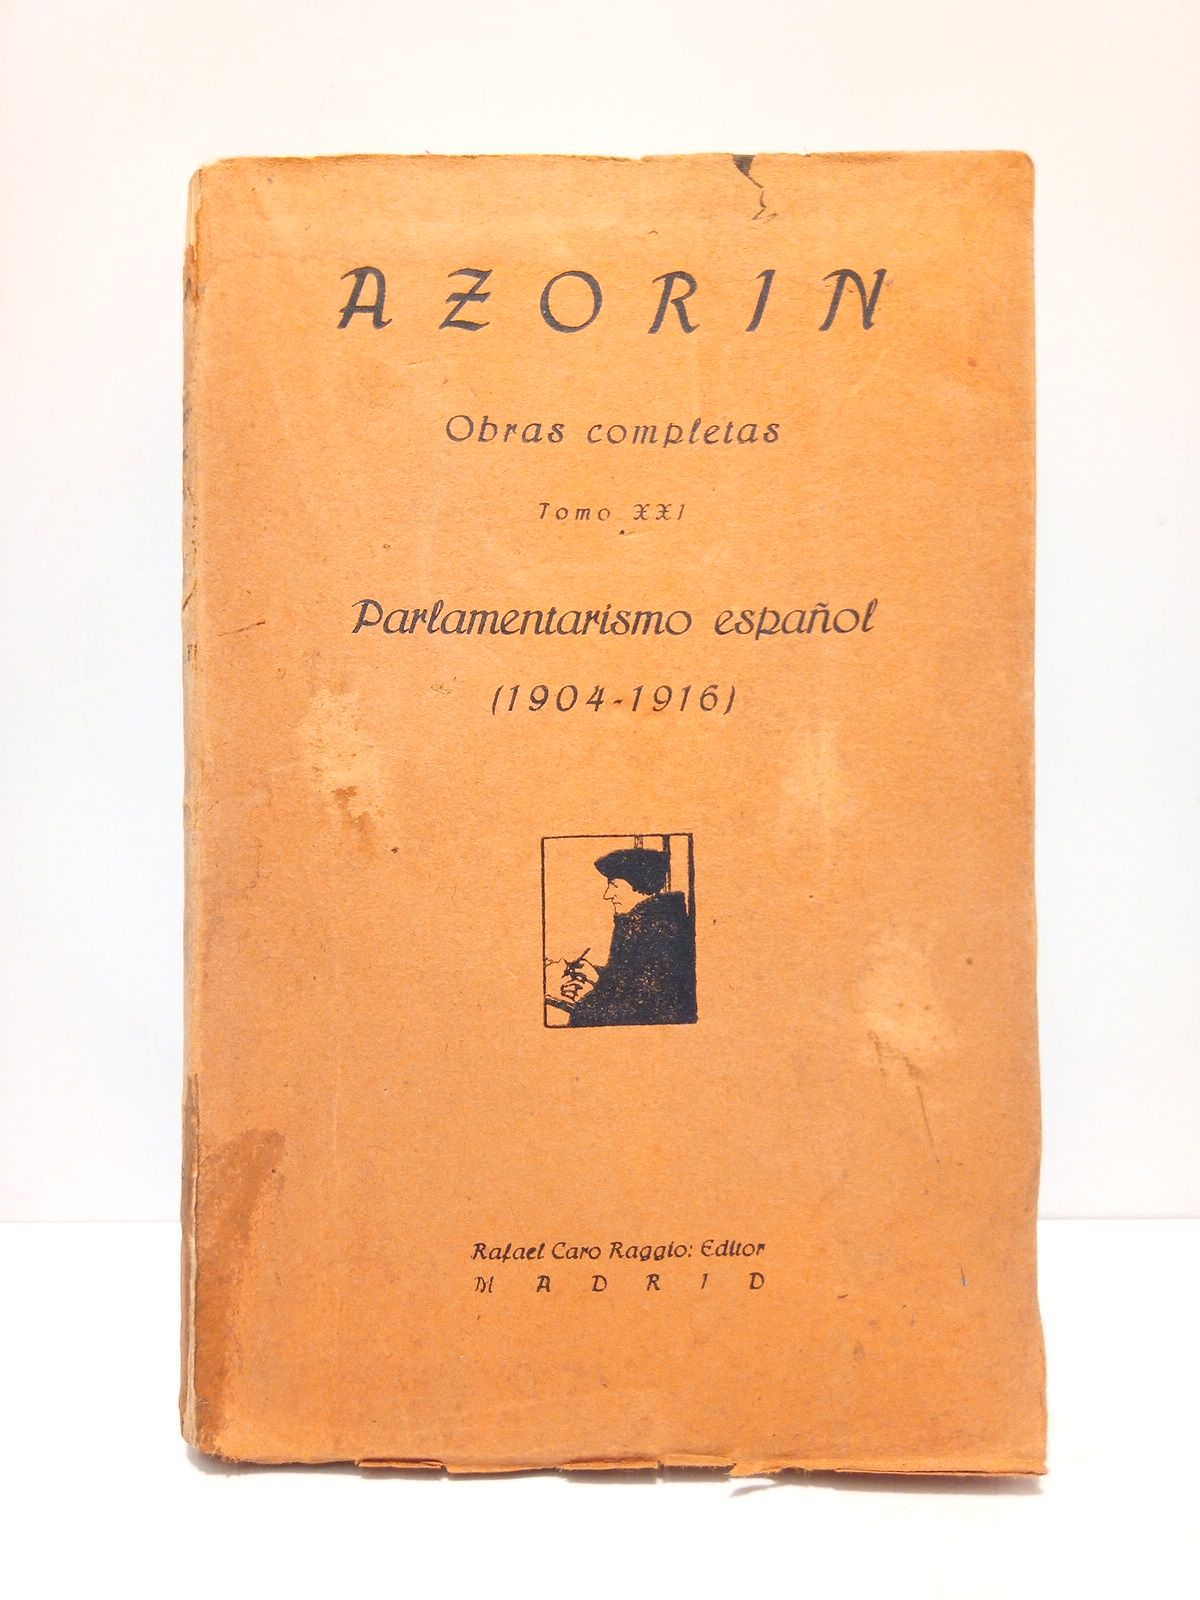 AZORIN
Obras completas
Tomo XXI
Parlamentarismo español
(1904-1916)
Rafael Caro Raggio: Editor
MADRID